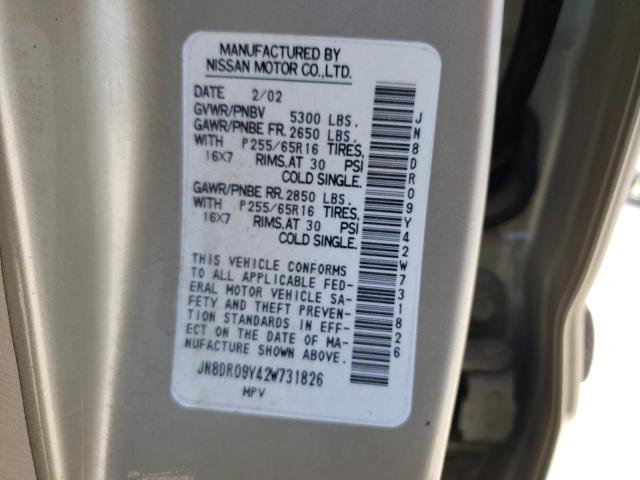 MANUFACTURED BY
NISSAN MOTOR CO.,LTD.
DATE 2/02
GVWR/PNBV 5300 LBS.
GAWR/PNBE FR. 2650 LBS.
WITH P255/65R16 TIRES,
16X7 RIMS,AT 30 PSI
COLD SINGLE.
GAWR/PNBE RR. 2850 LBS.
WITH P255/65R16 TIRES,
16X7 RIMS,AT 30 PSI
COLD SINGLE.
THIS VEHICLE CONFORMS
TO ALL APPLICABLE FED-
ERAL MOTOR VEHICLE SA-
FETY AND THEFT PREVEN-
TION STANDARDS IN EFF-
ECT ON THE DATE OF MA-
NUFACTURE SHOWN ABOVE.
JN8DR09Y42W731826
MPV
JN8DR09Y42W731826